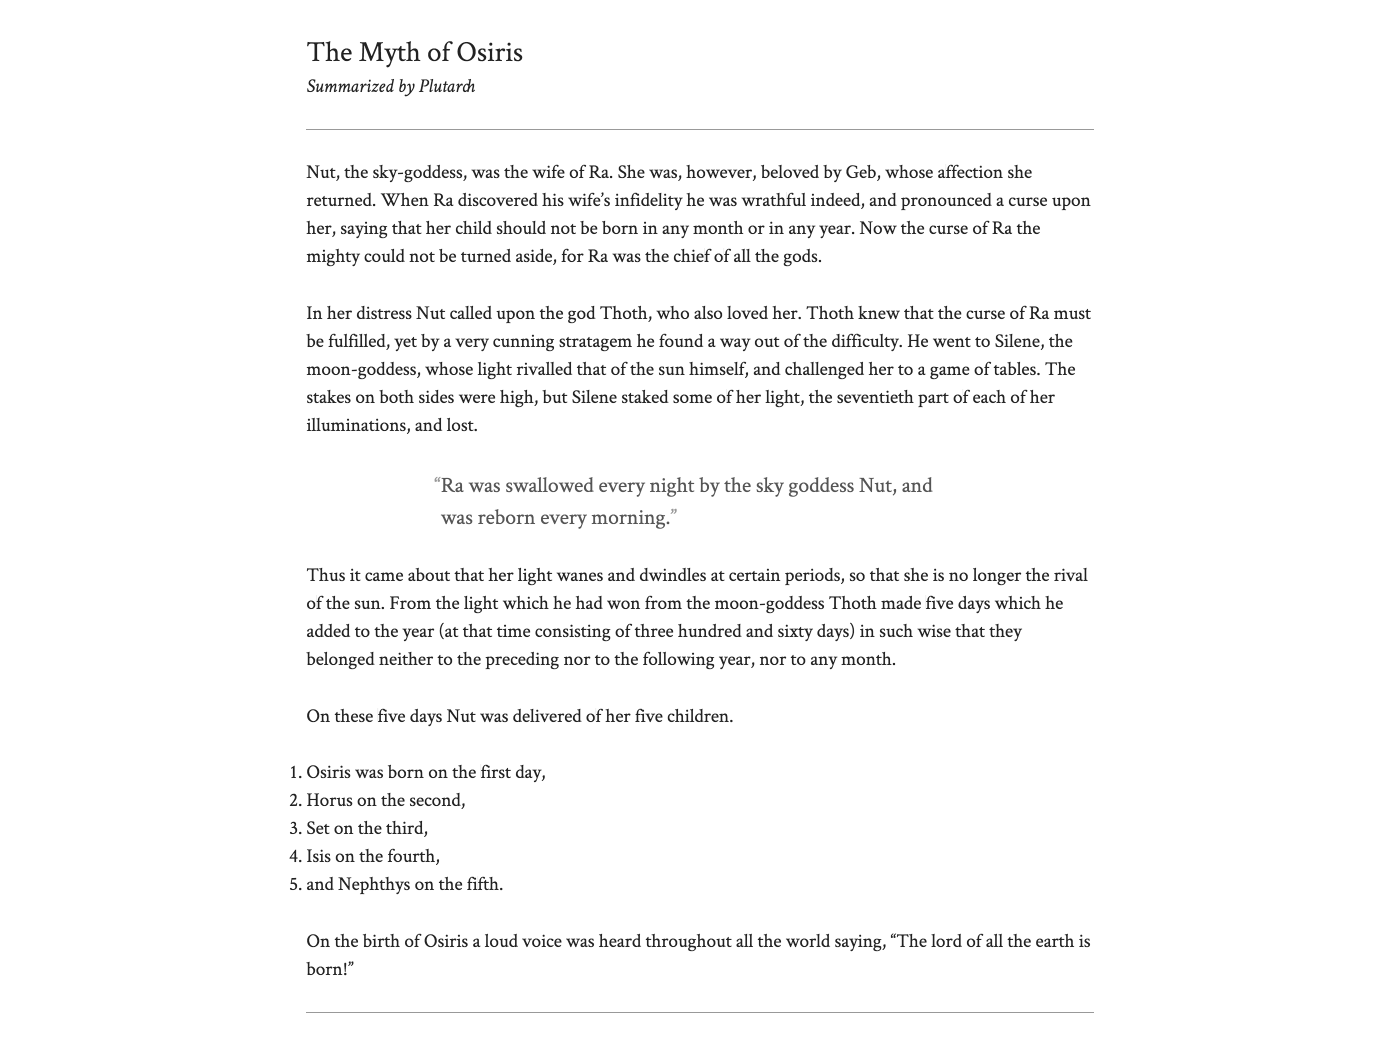 The Myth of Osiris
Summarized by Plutarch
Nut, the sky-goddess, was the wife of Ra. She was, however, beloved by Geb, whose affection she
returned. When Ra discovered his wife’s infidelity he was wrathful indeed, and pronounced a curse upon
her, saying that her child should not be born in any month or in any year. Now the curse of Ra the
mighty could not be turned aside, for Ra was the chief of all the gods.
In her distress Nut called upon the god Thoth, who also loved her. Thoth knew that the curse of Ra must
be fulfilled, yet by a very cunning stratagem he found a way out of the difficulty. He went to Silene, the
moon-goddess, whose light rivalled that of the sun himself, and challenged her to a game of tables. The
stakes on both sides were high, but Silene staked some of her light, the seventieth part of each of her
illuminations, and lost.
“Ra was swallowed every night by the sky goddess Nut, and
was reborn every morning.”
Thus it came about that her light wanes and dwindles at certain periods, so that she is no longer the rival
of the sun. From the light which he had won from the moon-goddess Thoth made five days which he
added to the year (at that time consisting of three hundred and sixty days) in such wise that they
belonged neither to the preceding nor to the following year, nor to any month.
On these five days Nut was delivered of her five children.
1. Osiris was born on the first day,
2. Horus on the second,
3. Set on the third,
4. Isis on the fourth,
5. and Nephthys on the fifth.
On the birth of Osiris a loud voice was heard throughout all the world saying, “The lord of all the earth is
born!”